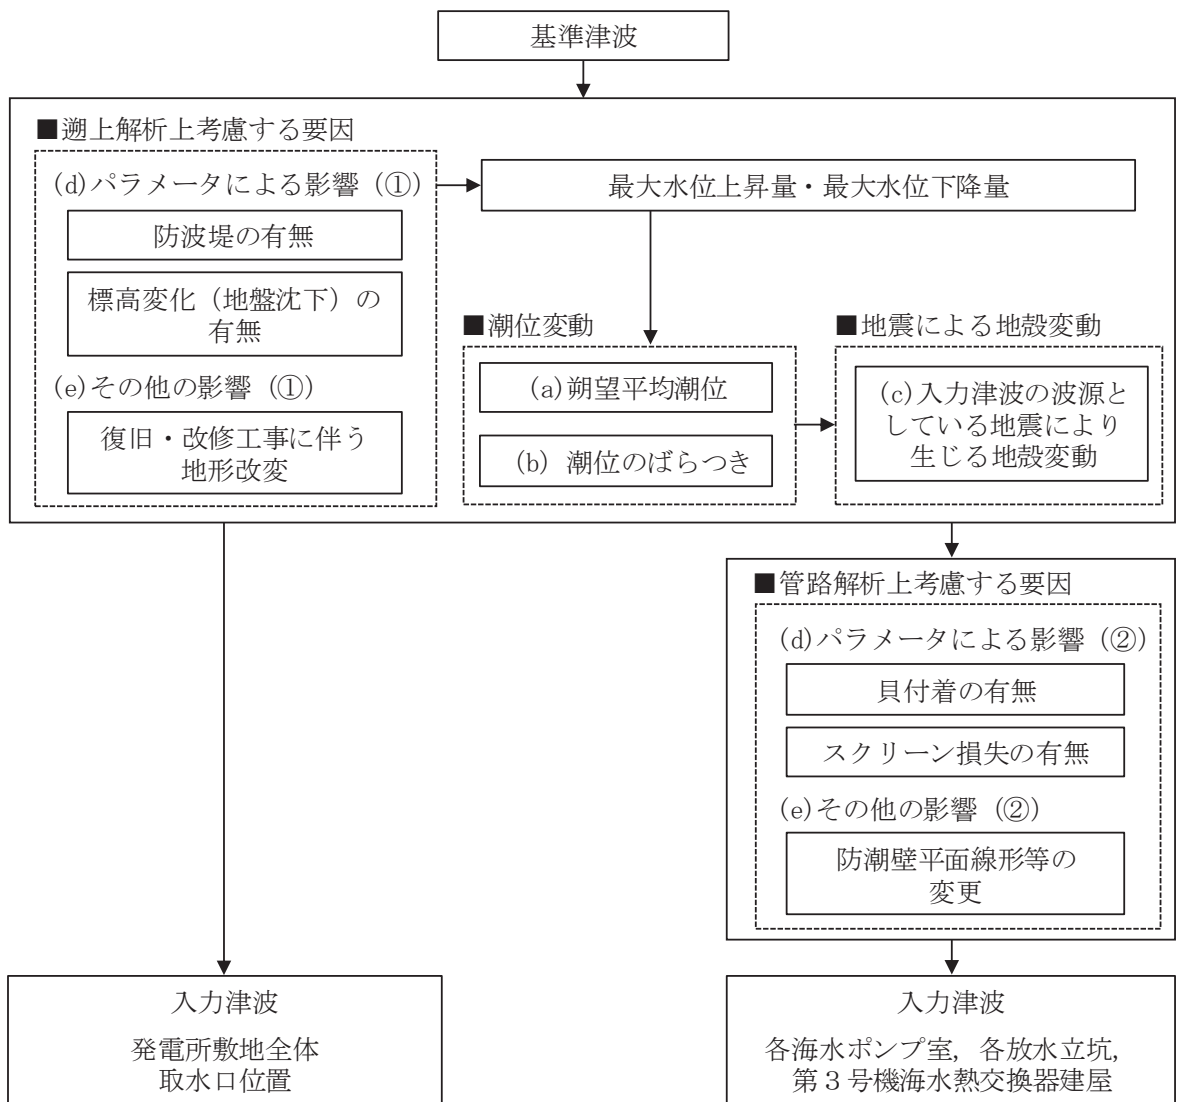 基準津波
■遡上解析上考慮する要因
(d)パラメータによる影響（①）
防波堤の有無
標高変化（地盤沈下）の
有無
(e)その他の影響（①）
復旧・改修工事に伴う
地形改変
最大水位上昇量・最大水位下降量
■潮位変動
(a)朔望平均潮位
(b) 潮位のばらつき
■地震による地殻変動
(c)入力津波の波源と
している地震により
生じる地殻変動
■管路解析上考慮する要因
(d)パラメータによる影響（②）
貝付着の有無
スクリーン損失の有無
(e)その他の影響（②）
防潮壁平面線形等の
変更
入力津波
発電所敷地全体
取水口位置
入力津波
各海水ポンプ室，各放水立坑，
第３号機海水熱交換器建屋